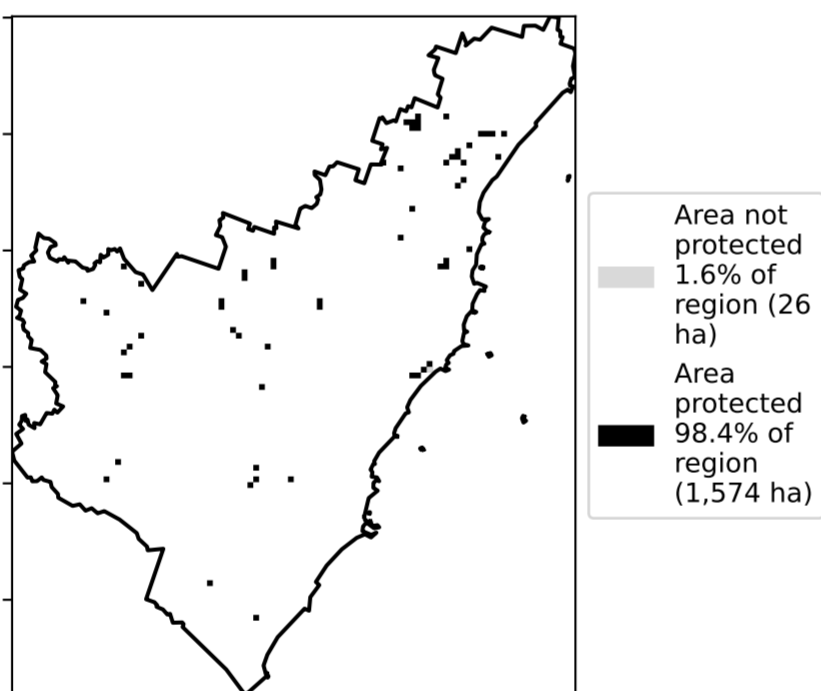 Area not
protected
1.6% of
region (26
ha)
Area
protected
98.4% of
region
(1,574 ha)